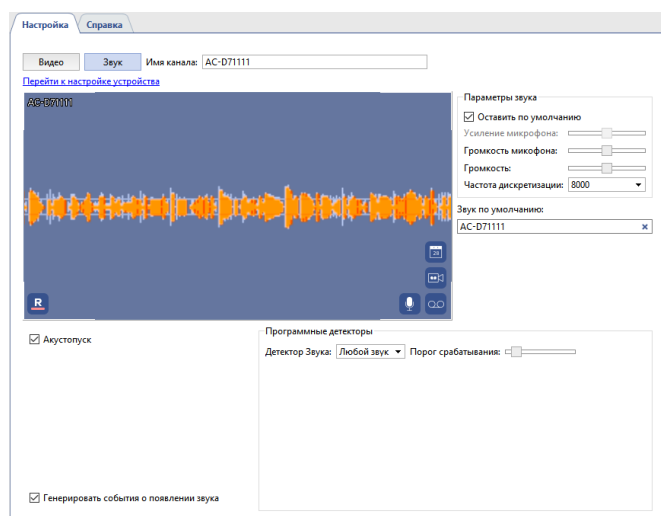 Настройка Справка
Видео Звук Имя канала: AC-D71111
Перейти к настройке устройства
AC-D71111
Параметры звука
Оставить по умолчанию
Усиление микрофона:
Громкость микофона:
Громкость:
Частота дискретизации: 8000
Звук по умолчанию:
AC-D71111
28
R
Акустопуск
Программные детекторы
Детектор Звука: Любой звук Порог срабатывания:
Генерировать события о появлении звука